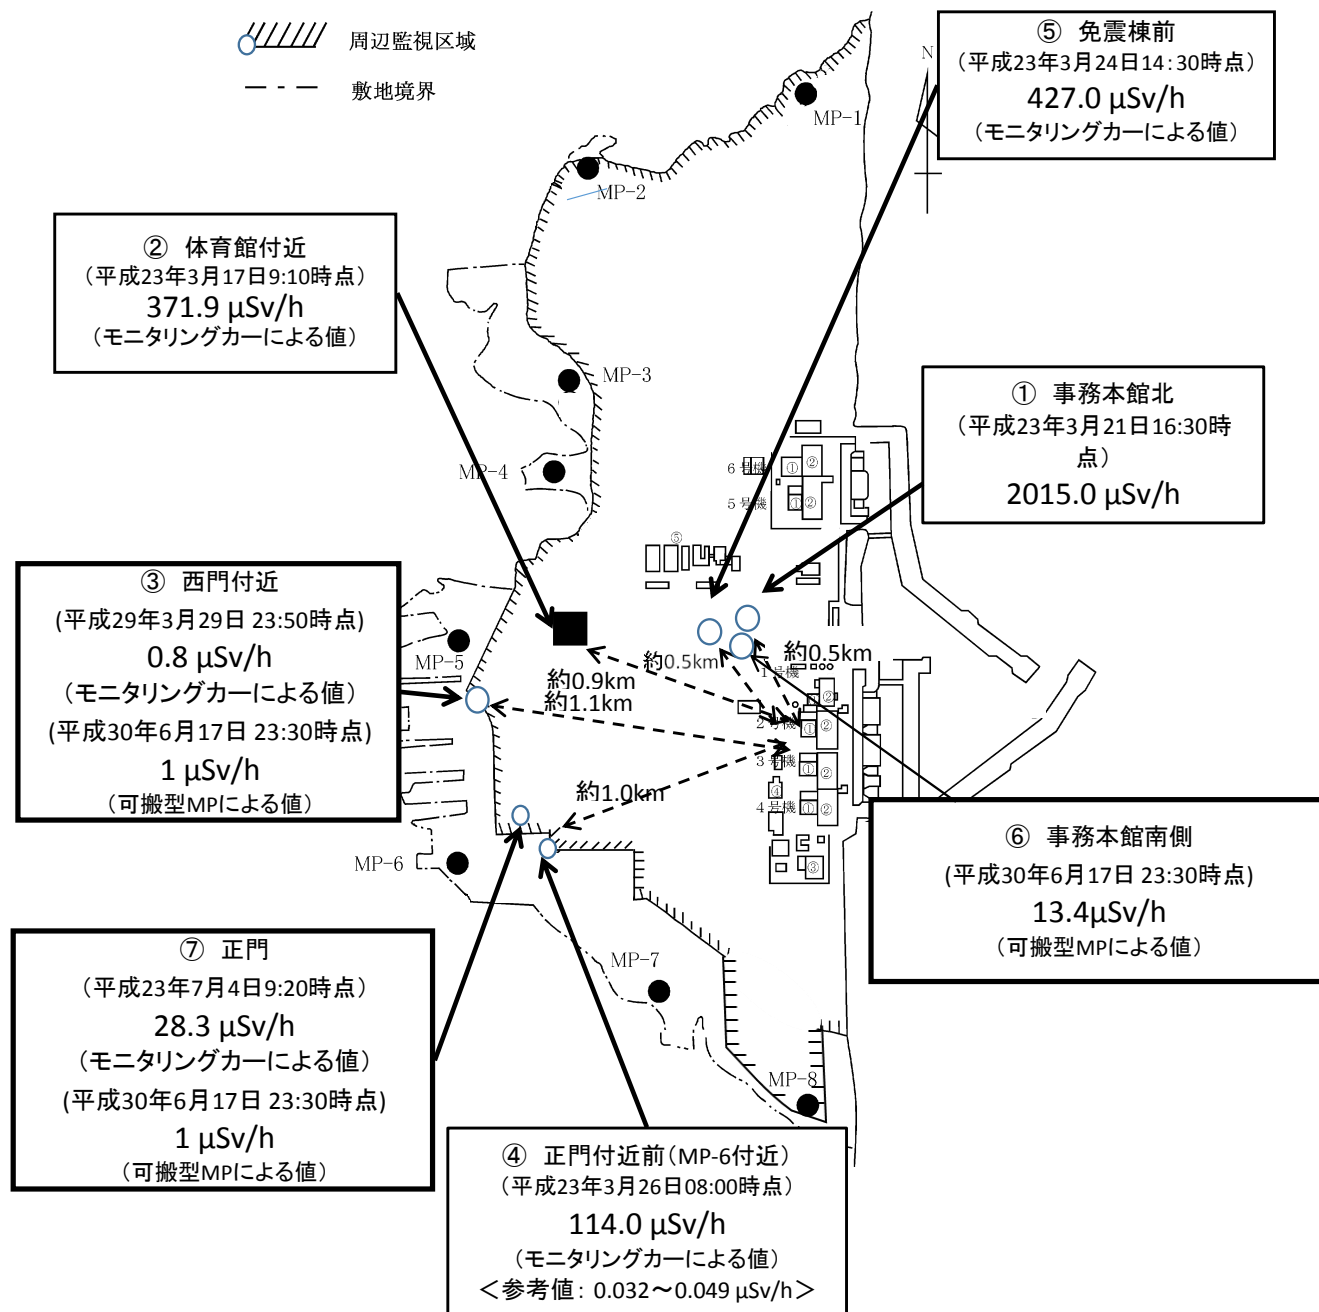 周辺監視区域
敷地境界
⑤ 免震棟前
（平成23年3月24日14:30時点）
427.0 μSv/h
（モニタリングカーによる値）
N
MP-1
MP-2
② 体育館付近
（平成23年3月17日9:10時点）
371.9 μSv/h
（モニタリングカーによる値）
MP-3
① 事務本館北
（平成23年3月21日16:30時
点）
2015.0 μSv/h
MP-4
６号機
①
②
５号機
①
②
⑤
③ 西門付近
(平成29年3月29日 23:50時点)
0.8 μSv/h
（モニタリングカーによる値）
(平成30年6月17日 23:30時点)
1 μSv/h
（可搬型MPによる値）
MP-5
約0.5km
約0.5km
約0.9km
約1.1km
１号機
②
２号機
①
②
３号機
①
②
④
４号機
①
②
③
約1.0km
MP-6
⑥ 事務本館南側
(平成30年6月17日 23:30時点)
13.4μSv/h
（可搬型MPによる値）
⑦ 正門
（平成23年7月4日9:20時点）
28.3 μSv/h
（モニタリングカーによる値）
(平成30年6月17日 23:30時点)
1 μSv/h
（可搬型MPによる値）
MP-7
MP-8
④ 正門付近前（MP-6付近）
（平成23年3月26日08:00時点）
114.0 μSv/h
（モニタリングカーによる値）
＜参考値： 0.032～0.049 μSv/h＞